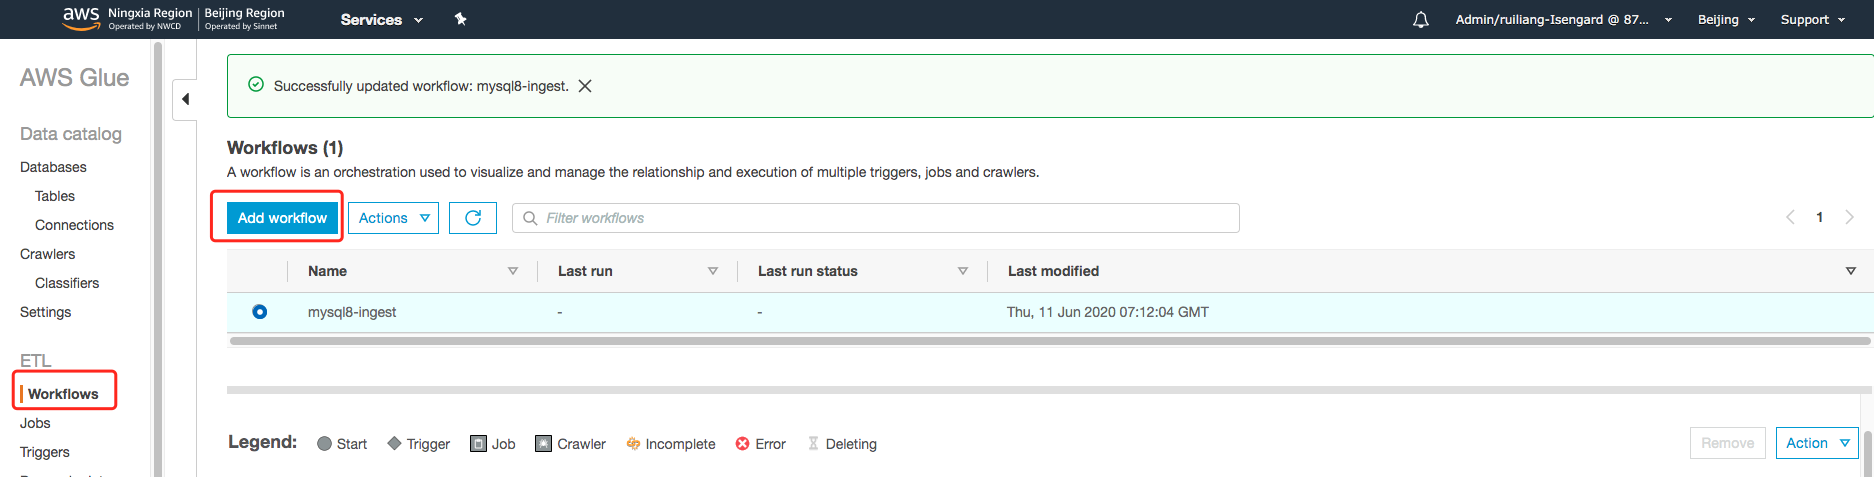 aws Ningxia Region Operated by NWCD Beijing Region Operated by Sinnet Services Admin/ruiliang-Isengard @ 87... Beijing Support
AWS Glue
Data catalog
Databases
Tables
Connections
Crawlers
Classifiers
Settings
ETL
Workflows
Jobs
Triggers
Successfully updated workflow: mysql8-ingest.
Workflows (1)
A workflow is an orchestration used to visualize and manage the relationship and execution of multiple triggers, jobs and crawlers.
Add workflow Actions Filter workflows 1
Name Last run Last run status Last modified
mysql8-ingest - - Thu, 11 Jun 2020 07:12:04 GMT
Legend: Start Trigger Job Crawler Incomplete Error Deleting Remove Action